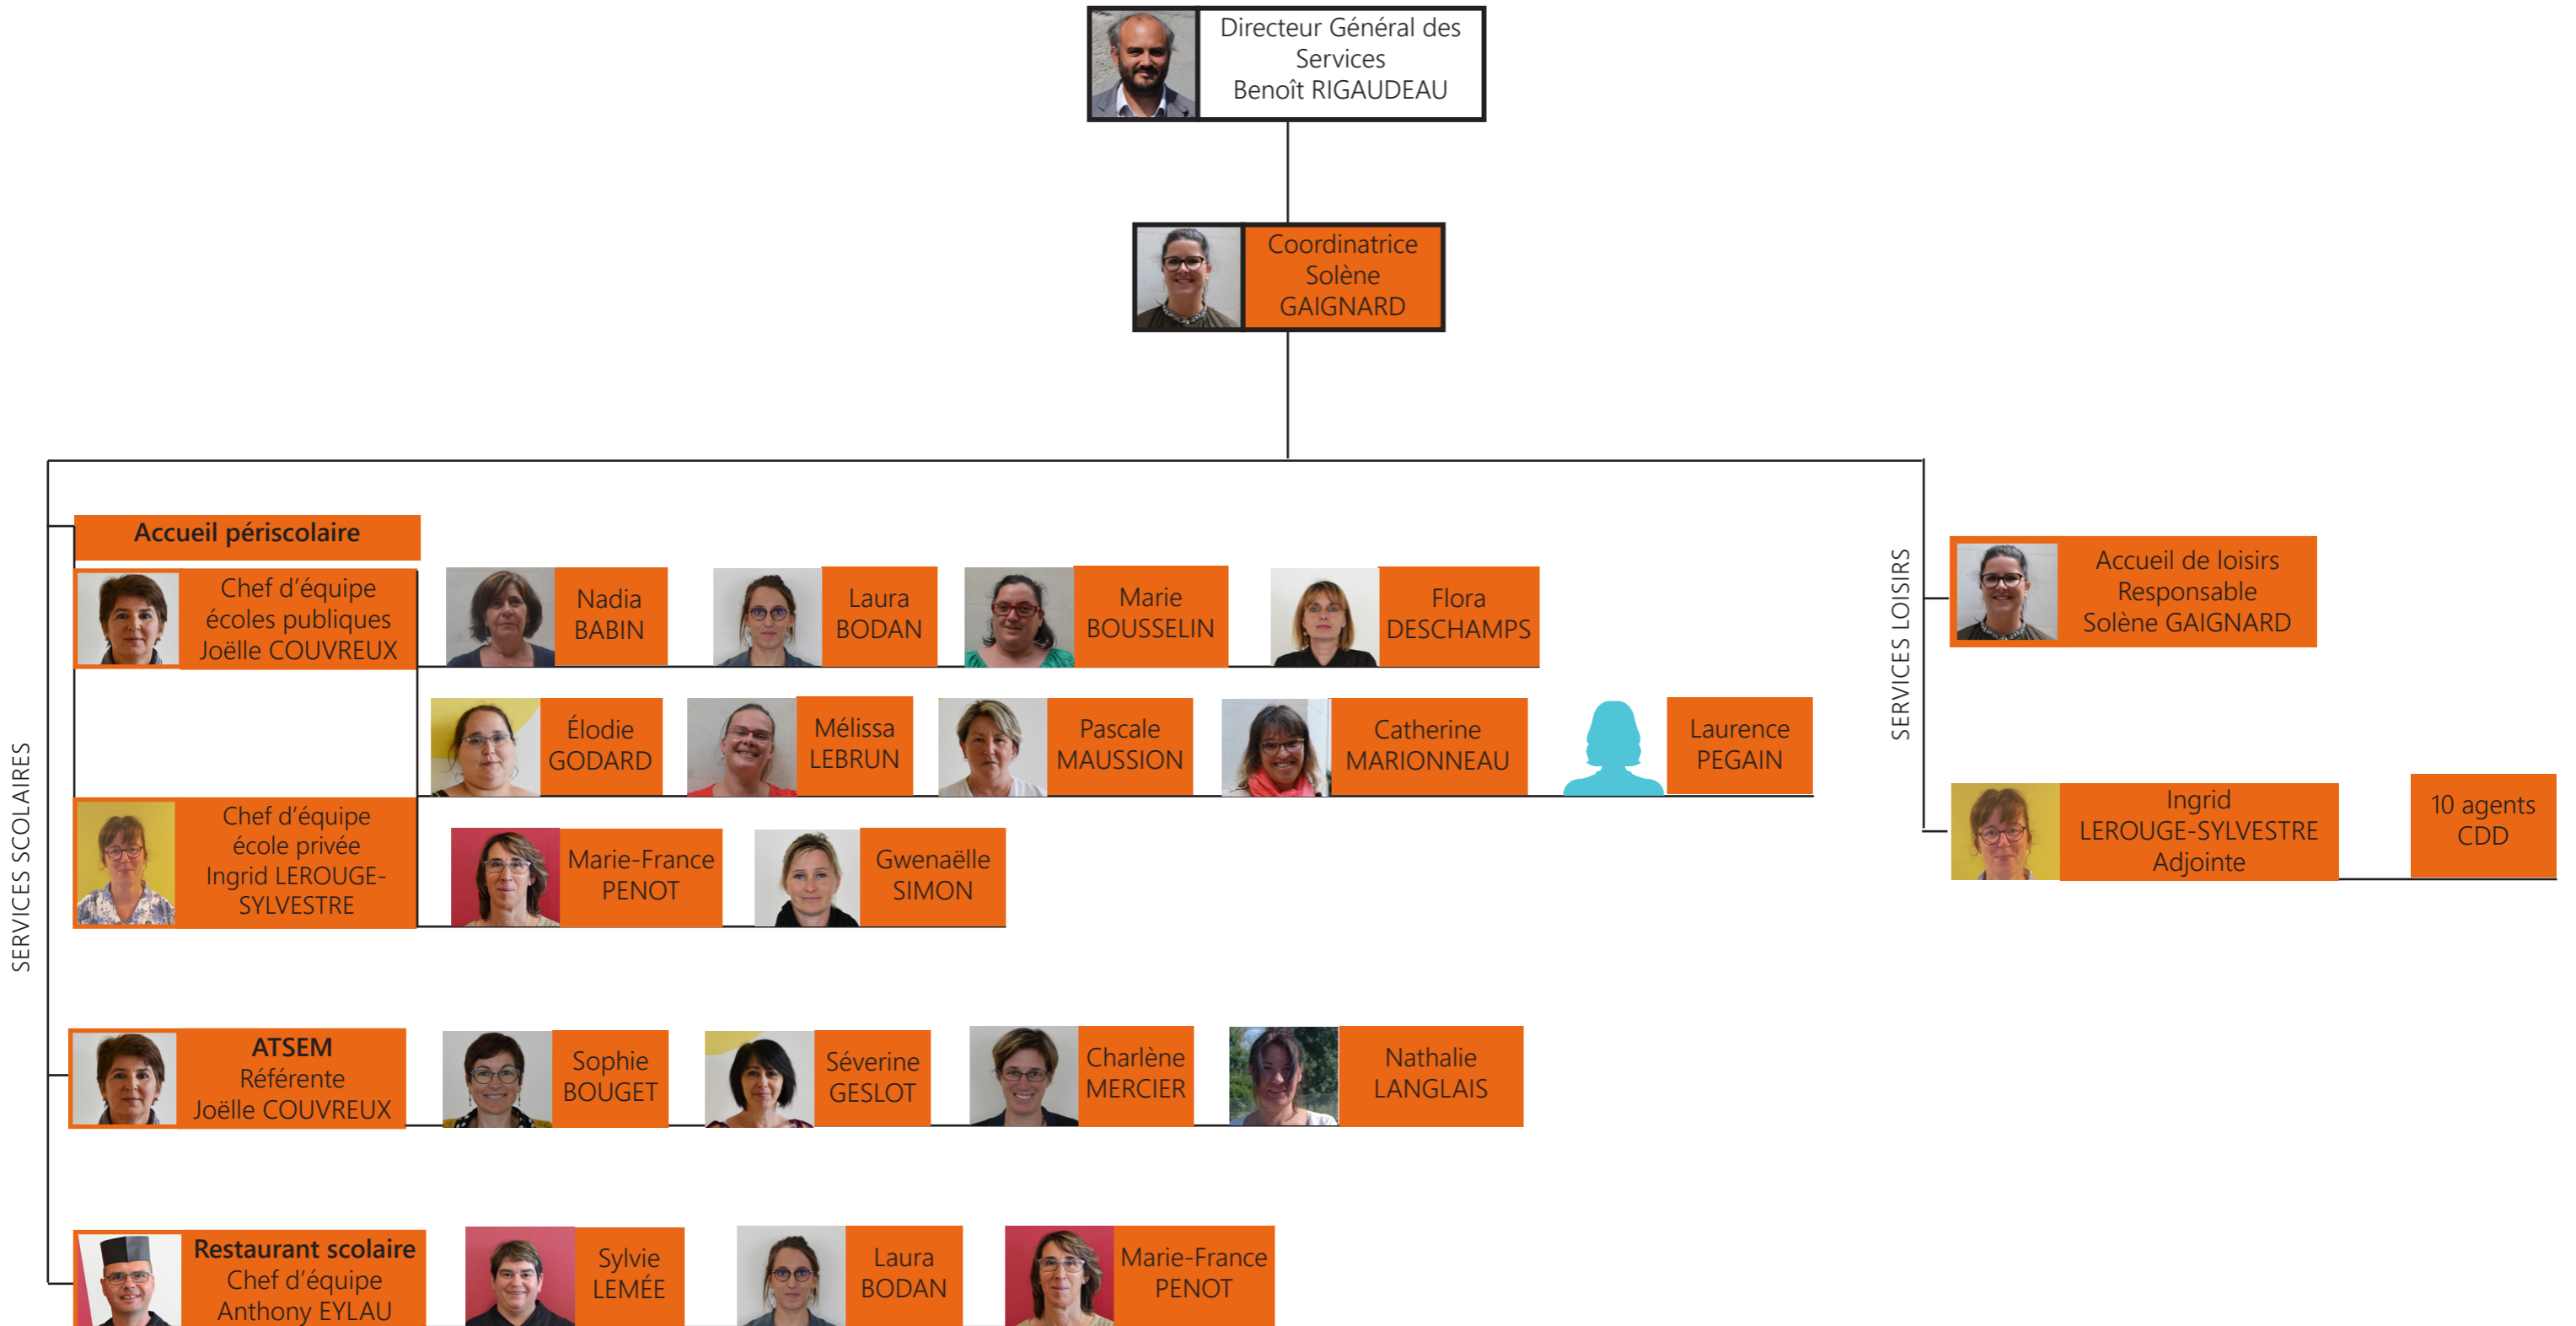 Directeur Général des
Services
Benoît RIGAUDEAU
Coordinatrice
Solène
GAIGNARD
SERVICES SCOLAIRES
Accueil périscolaire
Chef d’équipe
écoles publiques
Joëlle COUVREUX
Nadia
BABIN
Laura
BODAN
Marie
BOUSSELIN
Flora
DESCHAMPS
Élodie
GODARD
Mélissa
LEBRUN
Pascale
MAUSSION
Catherine
MARIONNEAU
Laurence
PEGAIN
Chef d’équipe
école privée
Ingrid LEROUGE-
SYLVESTRE
Marie-France
PENOT
Gwenaëlle
SIMON
ATSEM
Référente
Joëlle COUVREUX
Sophie
BOUGET
Séverine
GESLOT
Charlène
MERCIER
Nathalie
LANGLAIS
Restaurant scolaire
Chef d’équipe
Anthony EYLAU
Sylvie
LEMÉE
Laura
BODAN
Marie-France
PENOT
SERVICES LOISIRS
Accueil de loisirs
Responsable
Solène GAIGNARD
Ingrid
LEROUGE-SYLVESTRE
Adjointe
10 agents
CDD